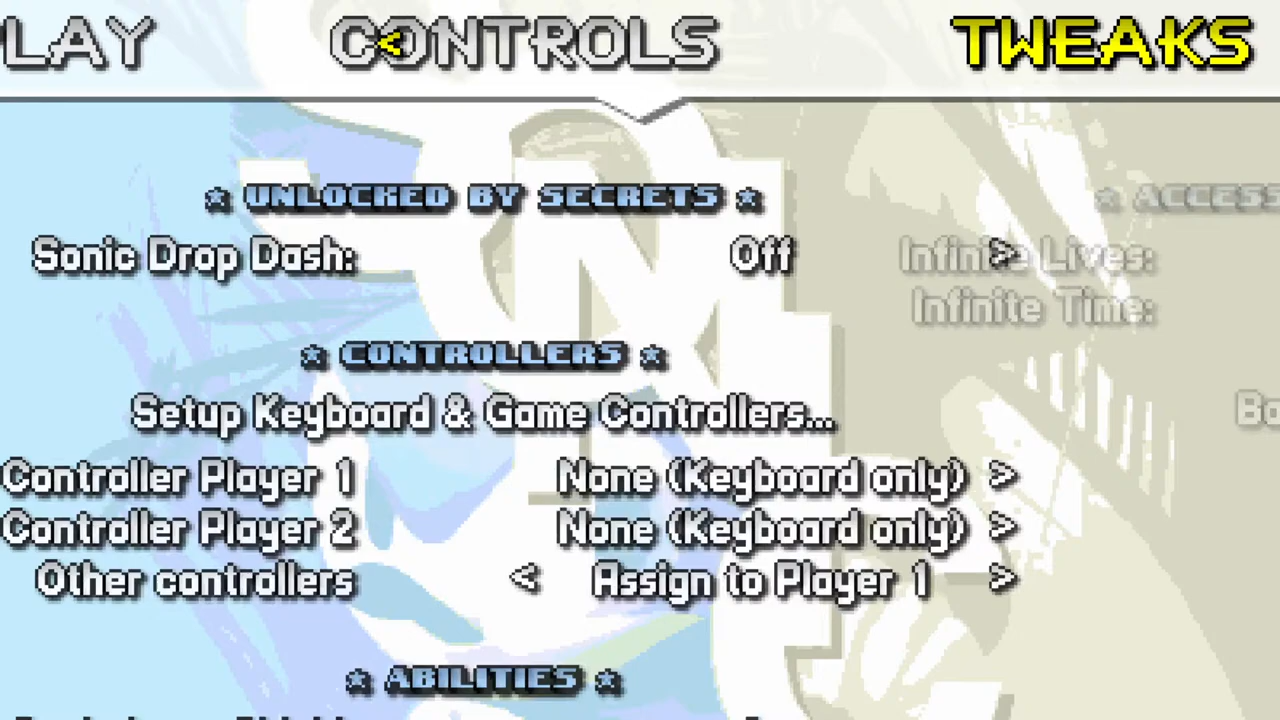 LAY CONTROLS TWEAKS
<
★ UNLOCKED BY SECRETS ★ ★ ACCESS
Sonic Drop Dash: Off > Infinite Lives:
Infinite Time:
★ CONTROLLERS ★
Setup Keyboard & Game Controllers...
Controller Player 1 None (Keyboard only) >
Controller Player 2 None (Keyboard only) >
Other controllers < Assign to Player 1 >
★ ABILITIES ★